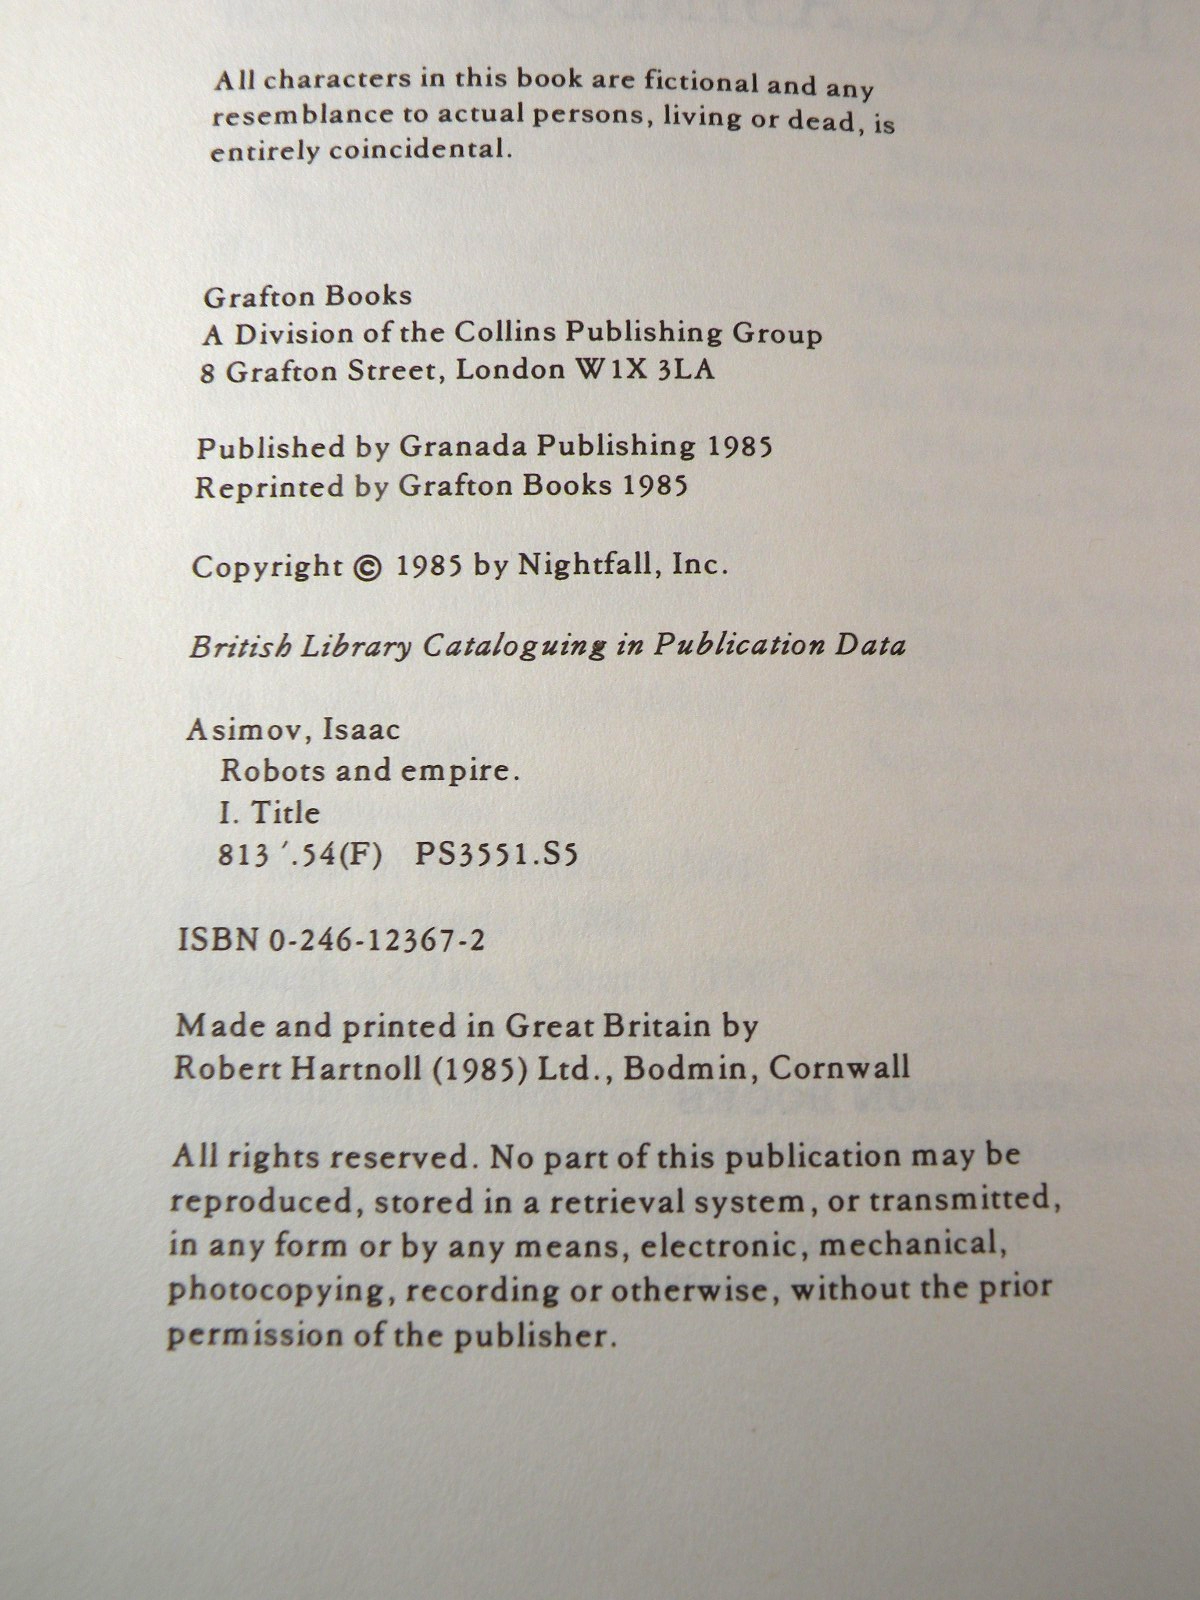 All characters in this book are fictional and any
resemblance to actual persons, living or dead, is
entirely coincidental.
Grafton Books
A Division of the Collins Publishing Group
8 Grafton Street, London W1X 3LA
Published by Granada Publishing 1985
Reprinted by Grafton Books 1985
Copyright © 1985 by Nightfall, Inc.
British Library Cataloguing in Publication Data
Asimov, Isaac
Robots and empire.
I. Title
813 ′.54(F) PS3551.S5
ISBN 0-246-12367-2
Made and printed in Great Britain by
Robert Hartnoll (1985) Ltd., Bodmin, Cornwall
All rights reserved. No part of this publication may be
reproduced, stored in a retrieval system, or transmitted,
in any form or by any means, electronic, mechanical,
photocopying, recording or otherwise, without the prior
permission of the publisher.